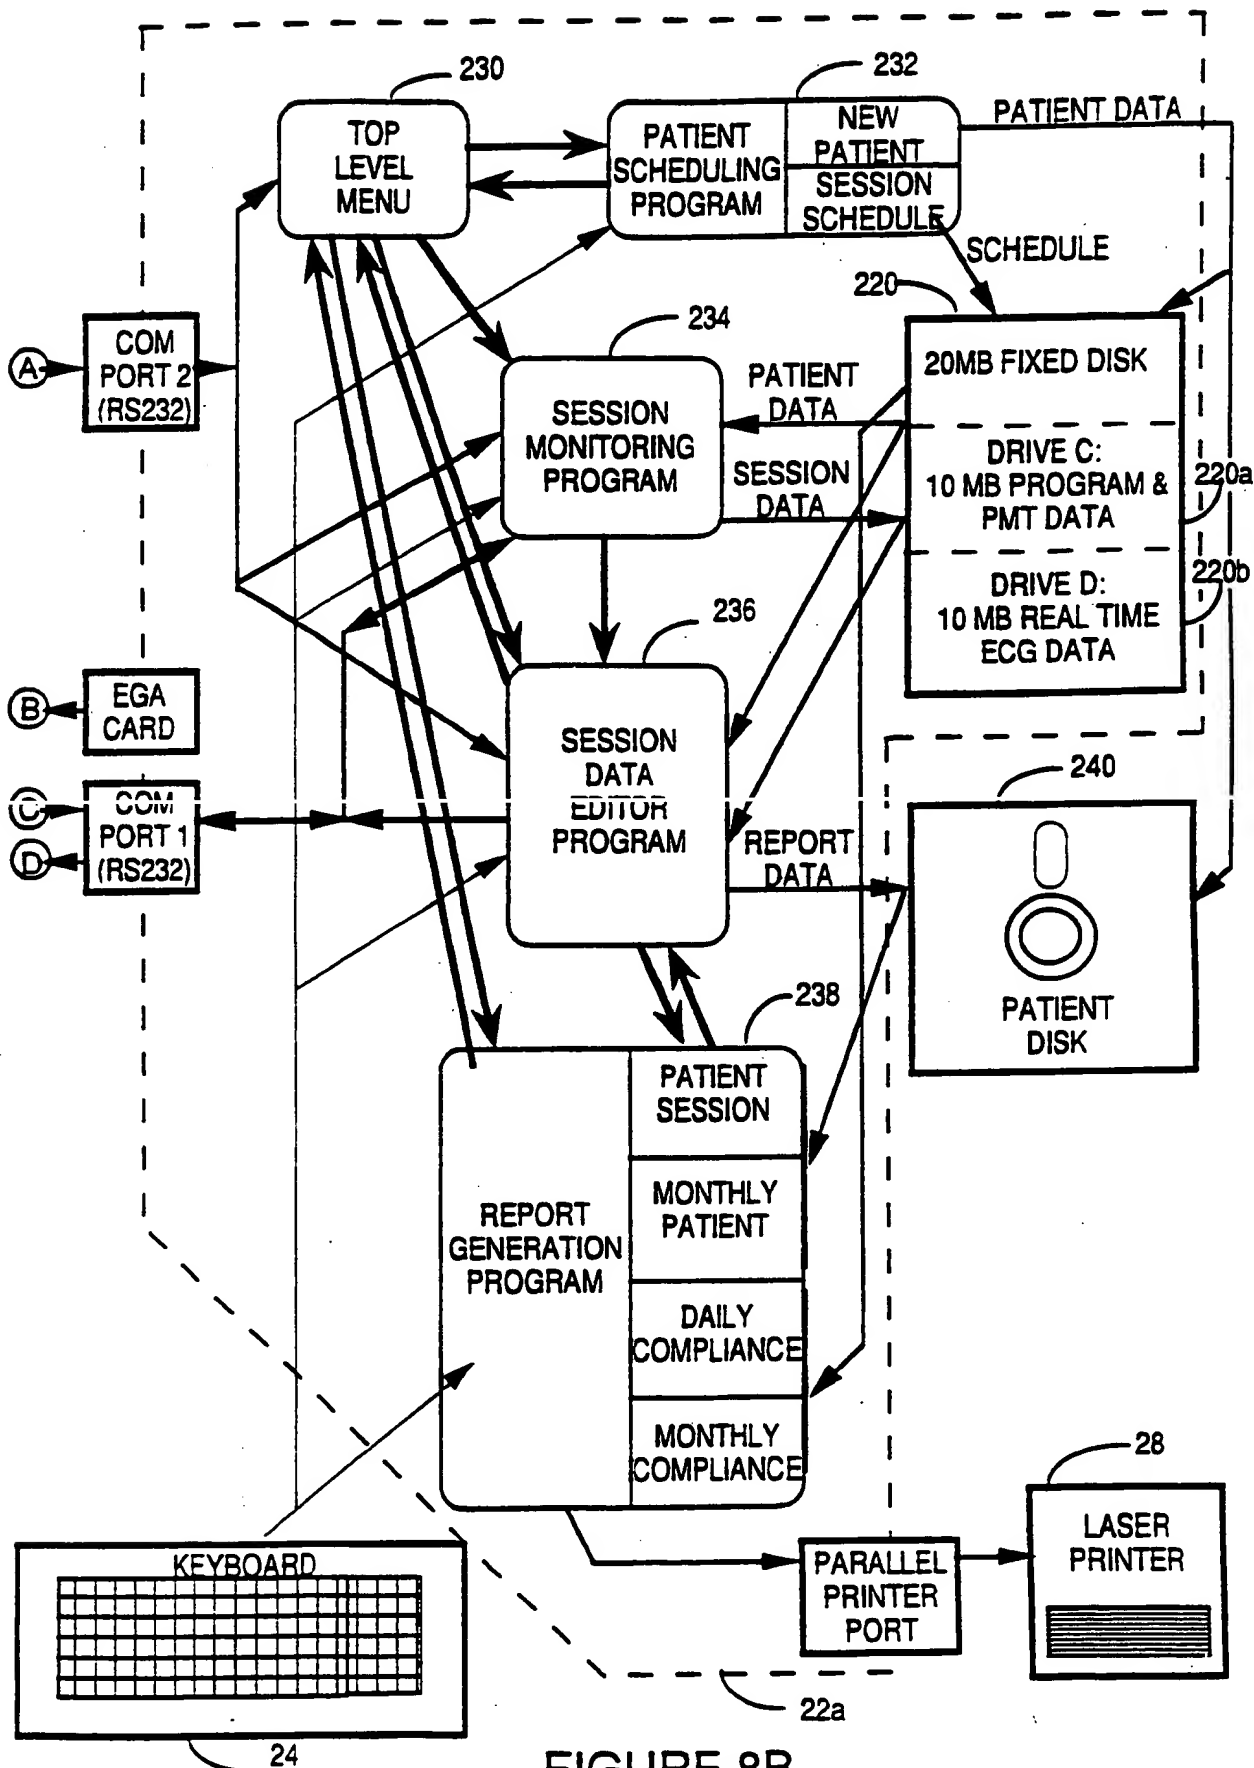 230
232
TOP
LEVEL
MENU
PATIENT
SCHEDULING
PROGRAM
NEW
PATIENT
SESSION
SCHEDULE
PATIENT DATA
SCHEDULE
220
A
COM
PORT 2
(RS232)
234
SESSION
MONITORING
PROGRAM
PATIENT
DATA
SESSION
DATA
20MB FIXED DISK
DRIVE C:
10 MB PROGRAM &
PMT DATA
220a
DRIVE D:
10 MB REAL TIME
ECG DATA
220b
236
B
EGA
CARD
SESSION
DATA
EDITOR
PROGRAM
240
C
D
COM
PORT 1
(RS232)
REPORT
DATA
PATIENT
DISK
238
REPORT
GENERATION
PROGRAM
PATIENT
SESSION
MONTHLY
PATIENT
DAILY
COMPLIANCE
MONTHLY
COMPLIANCE
28
LASER
PRINTER
KEYBOARD
PARALLEL
PRINTER
PORT
22a
24
FIGURE 8B